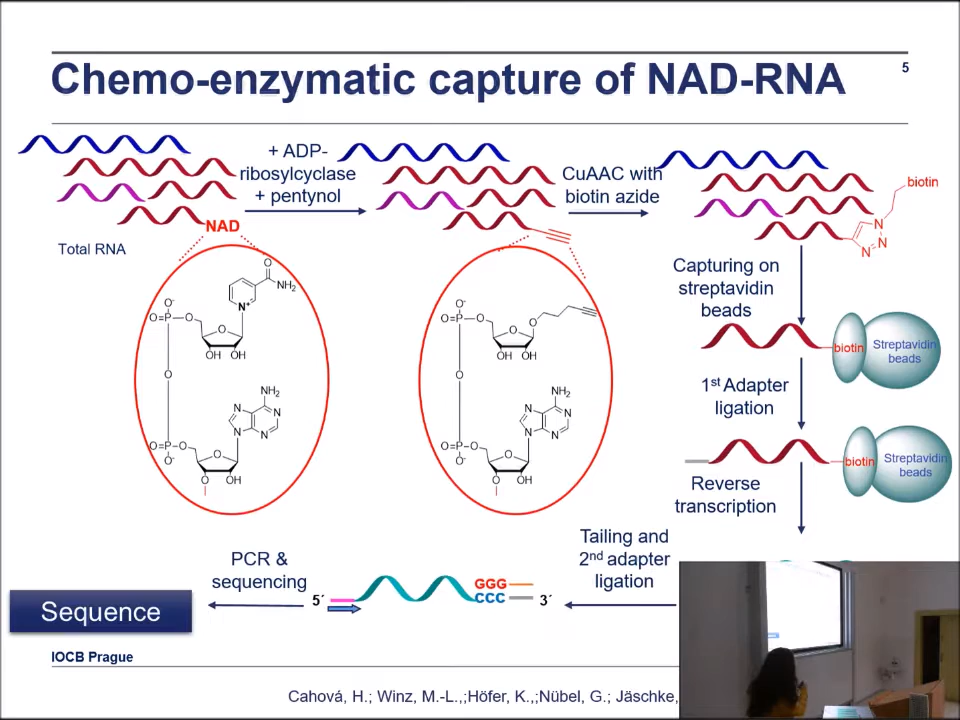 Chemo-enzymatic capture of NAD-RNA
5
+ ADP-
ribosylcyclase
+ pentynol
CuAAC with
biotin azide
biotin
N
N
N
NAD
Total RNA
Capturing on
streptavidin
beads
O
NH2
N+
O-
O=P—O
O
OH OH
O
NH2
N
N
N
N
O=P—O
O-
O
O OH
O-
O=P—O
O
O
OH OH
O
NH2
N
N
N
N
O=P—O
O-
O
O OH
biotin
Streptavidin
beads
1st Adapter
ligation
biotin
Streptavidin
beads
Reverse
transcription
Tailing and
2nd adapter
ligation
PCR &
sequencing
5´
GGG
CCC
3´
Sequence
IOCB Prague
Cahová, H.; Winz, M.-L.,;Höfer, K.,;Nübel, G.; Jäschke,